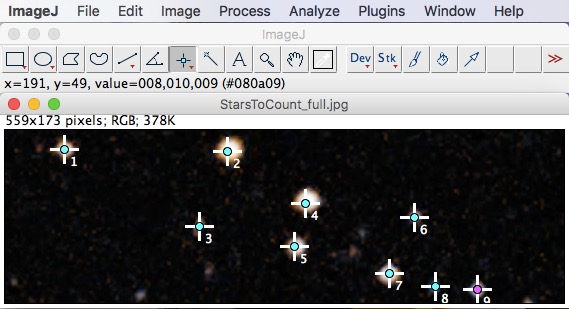 ImageJ File Edit Image Process Analyze Plugins Window Help
ImageJ
A Dev Stk >>
x=191, y=49, value=008,010,009 (#080a09)
StarsToCount_full.jpg
559x173 pixels; RGB; 378K
1
2
4
3
6
5
7
8
9